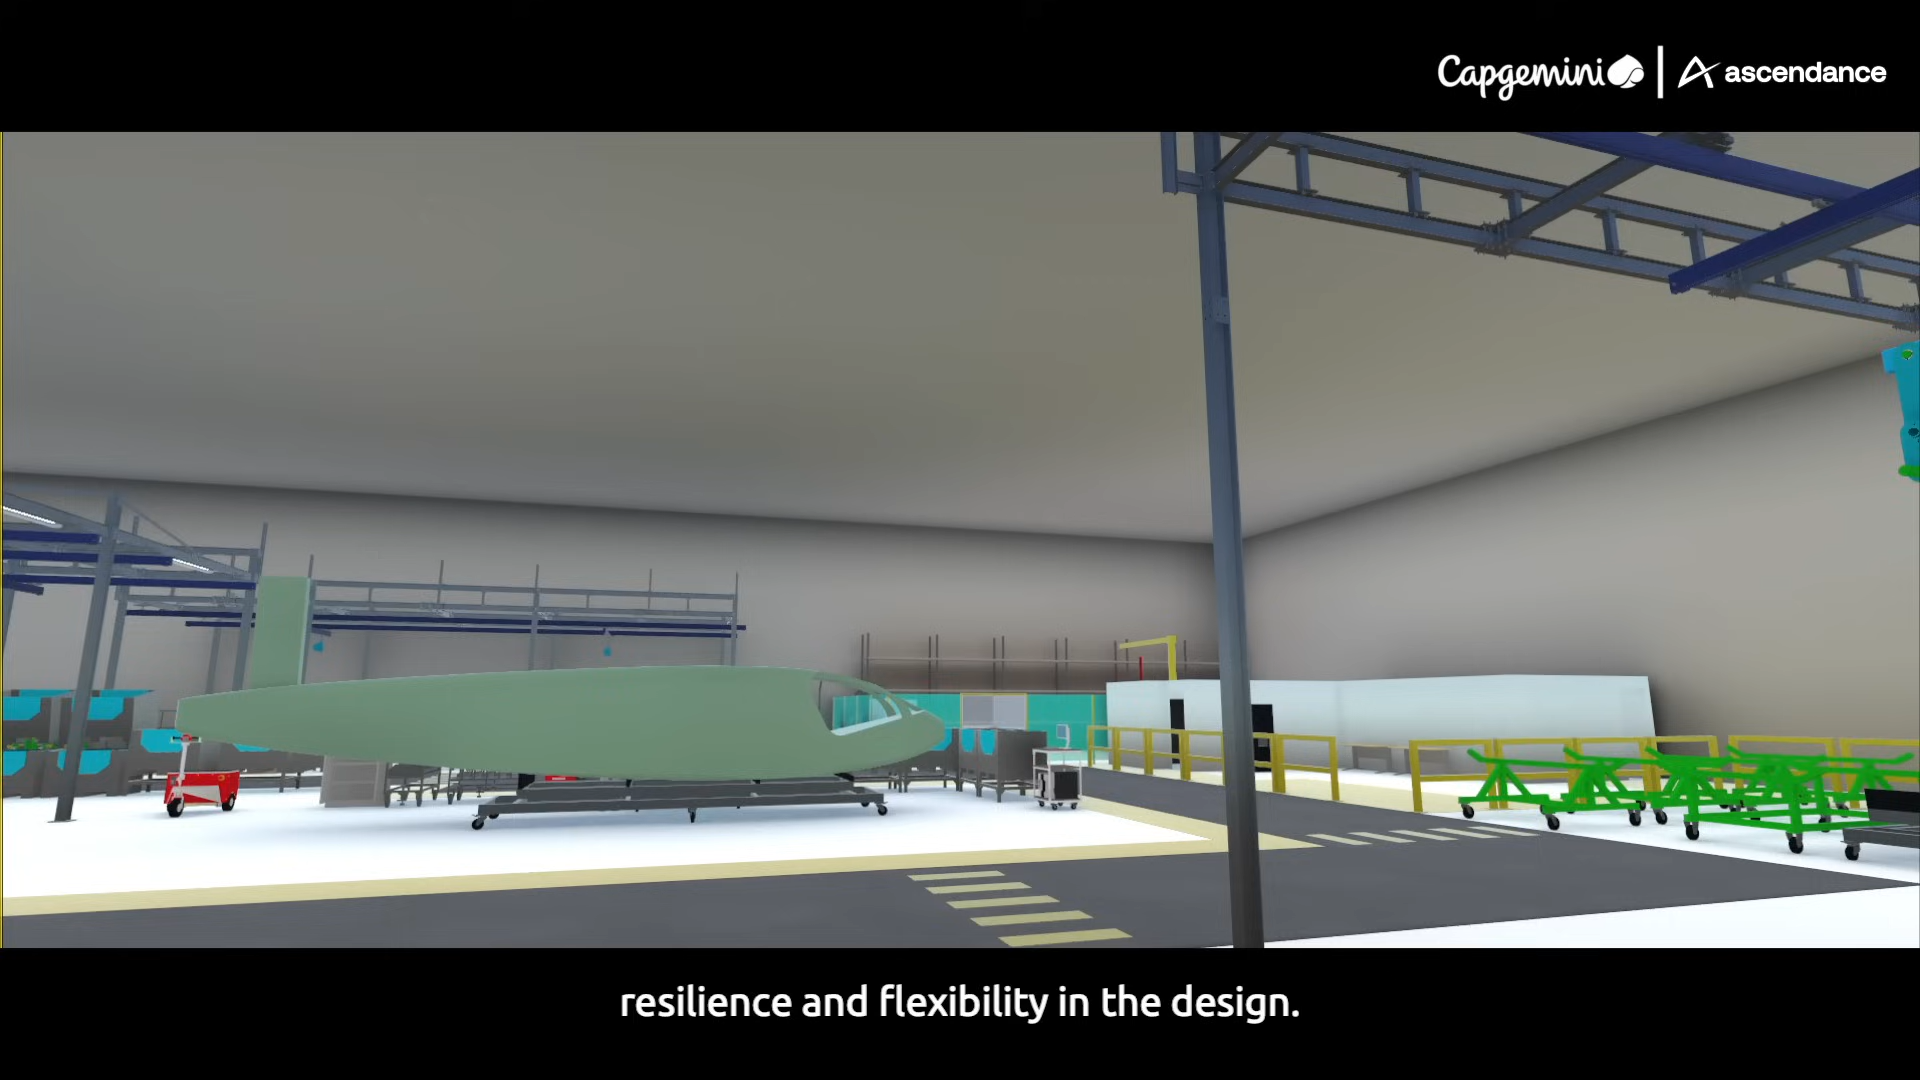 Capgemini | ascendance
resilience and flexibility in the design.